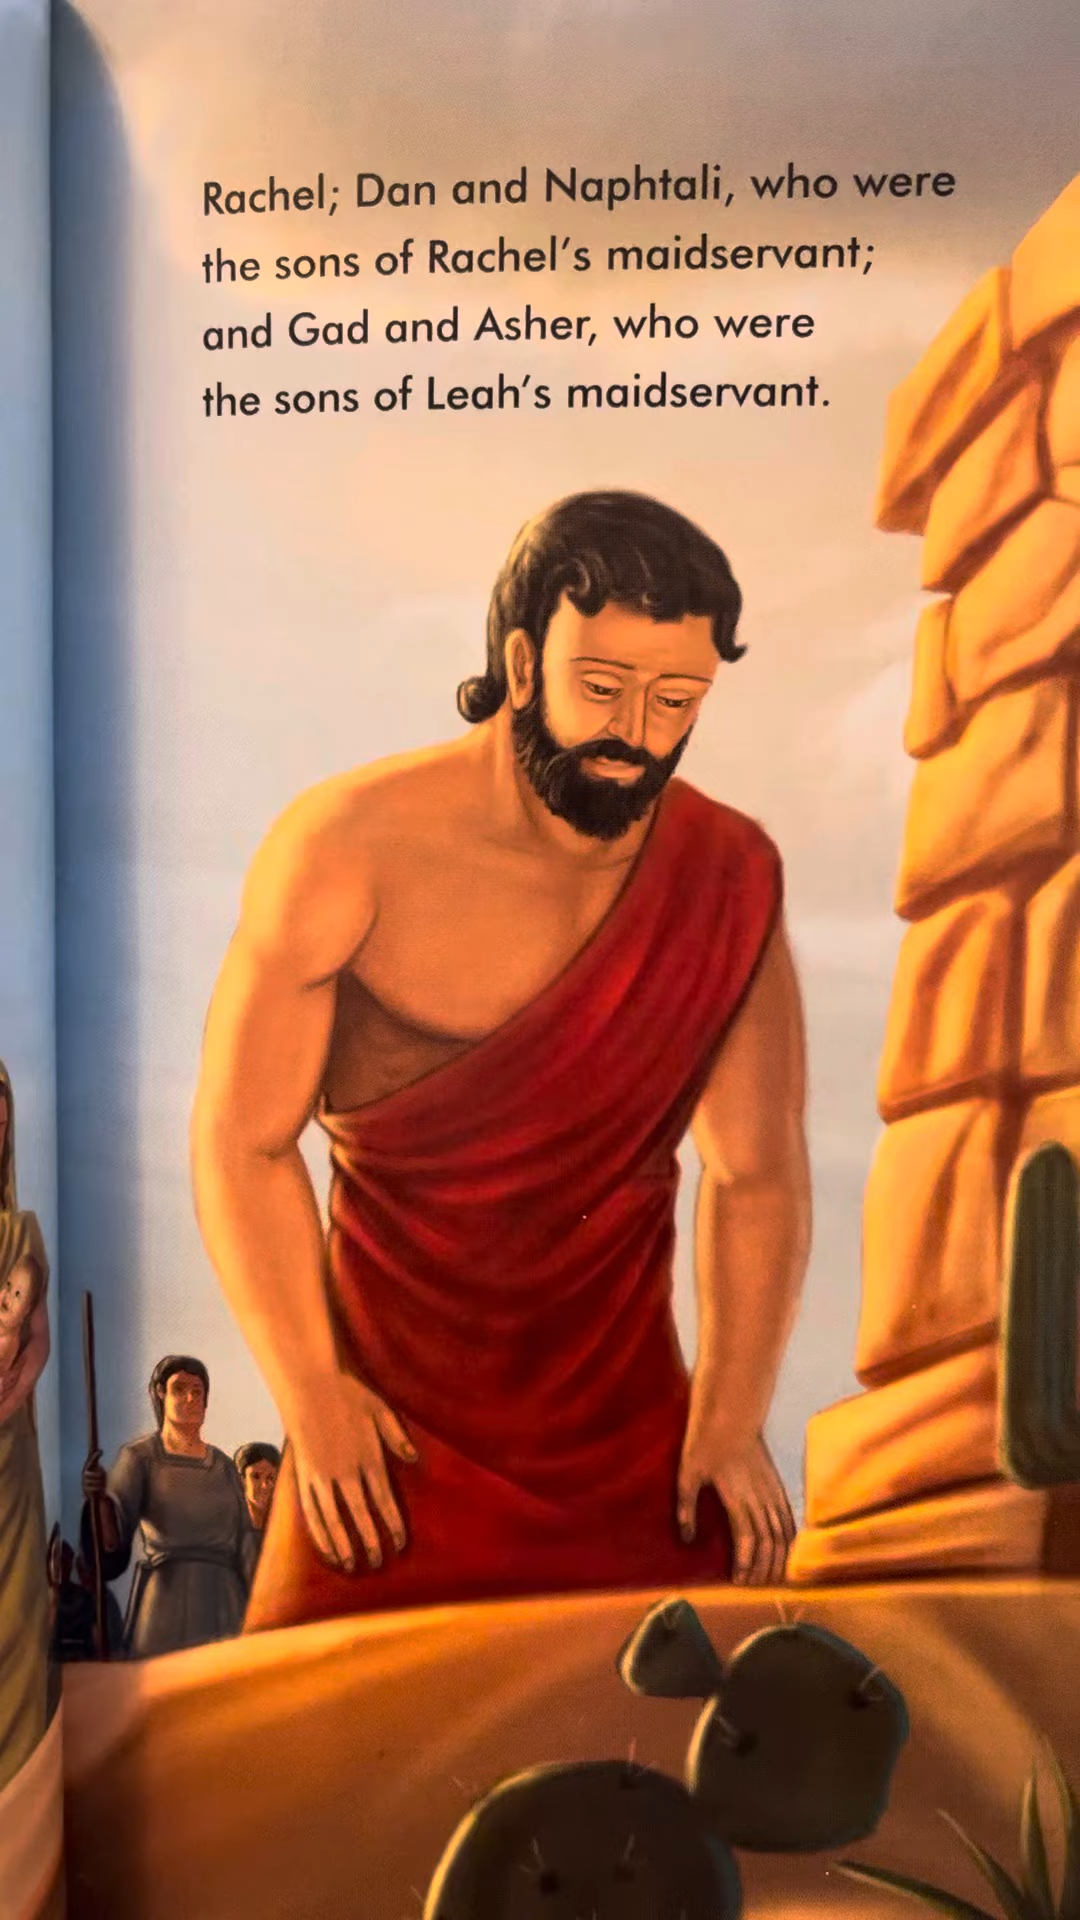 Rachel; Dan and Naphtali, who were
the sons of Rachel’s maidservant;
and Gad and Asher, who were
the sons of Leah’s maidservant.